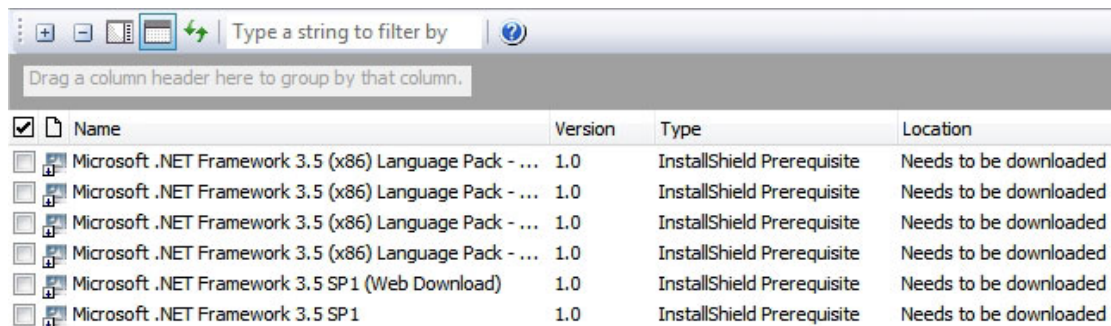 Type a string to filter by
Drag a column header here to group by that column.
Name Version Type Location
Microsoft .NET Framework 3.5 (x86) Language Pack - ... 1.0 InstallShield Prerequisite Needs to be downloaded
Microsoft .NET Framework 3.5 (x86) Language Pack - ... 1.0 InstallShield Prerequisite Needs to be downloaded
Microsoft .NET Framework 3.5 (x86) Language Pack - ... 1.0 InstallShield Prerequisite Needs to be downloaded
Microsoft .NET Framework 3.5 (x86) Language Pack - ... 1.0 InstallShield Prerequisite Needs to be downloaded
Microsoft .NET Framework 3.5 SP1 (Web Download) 1.0 InstallShield Prerequisite Needs to be downloaded
Microsoft .NET Framework 3.5 SP1 1.0 InstallShield Prerequisite Needs to be downloaded